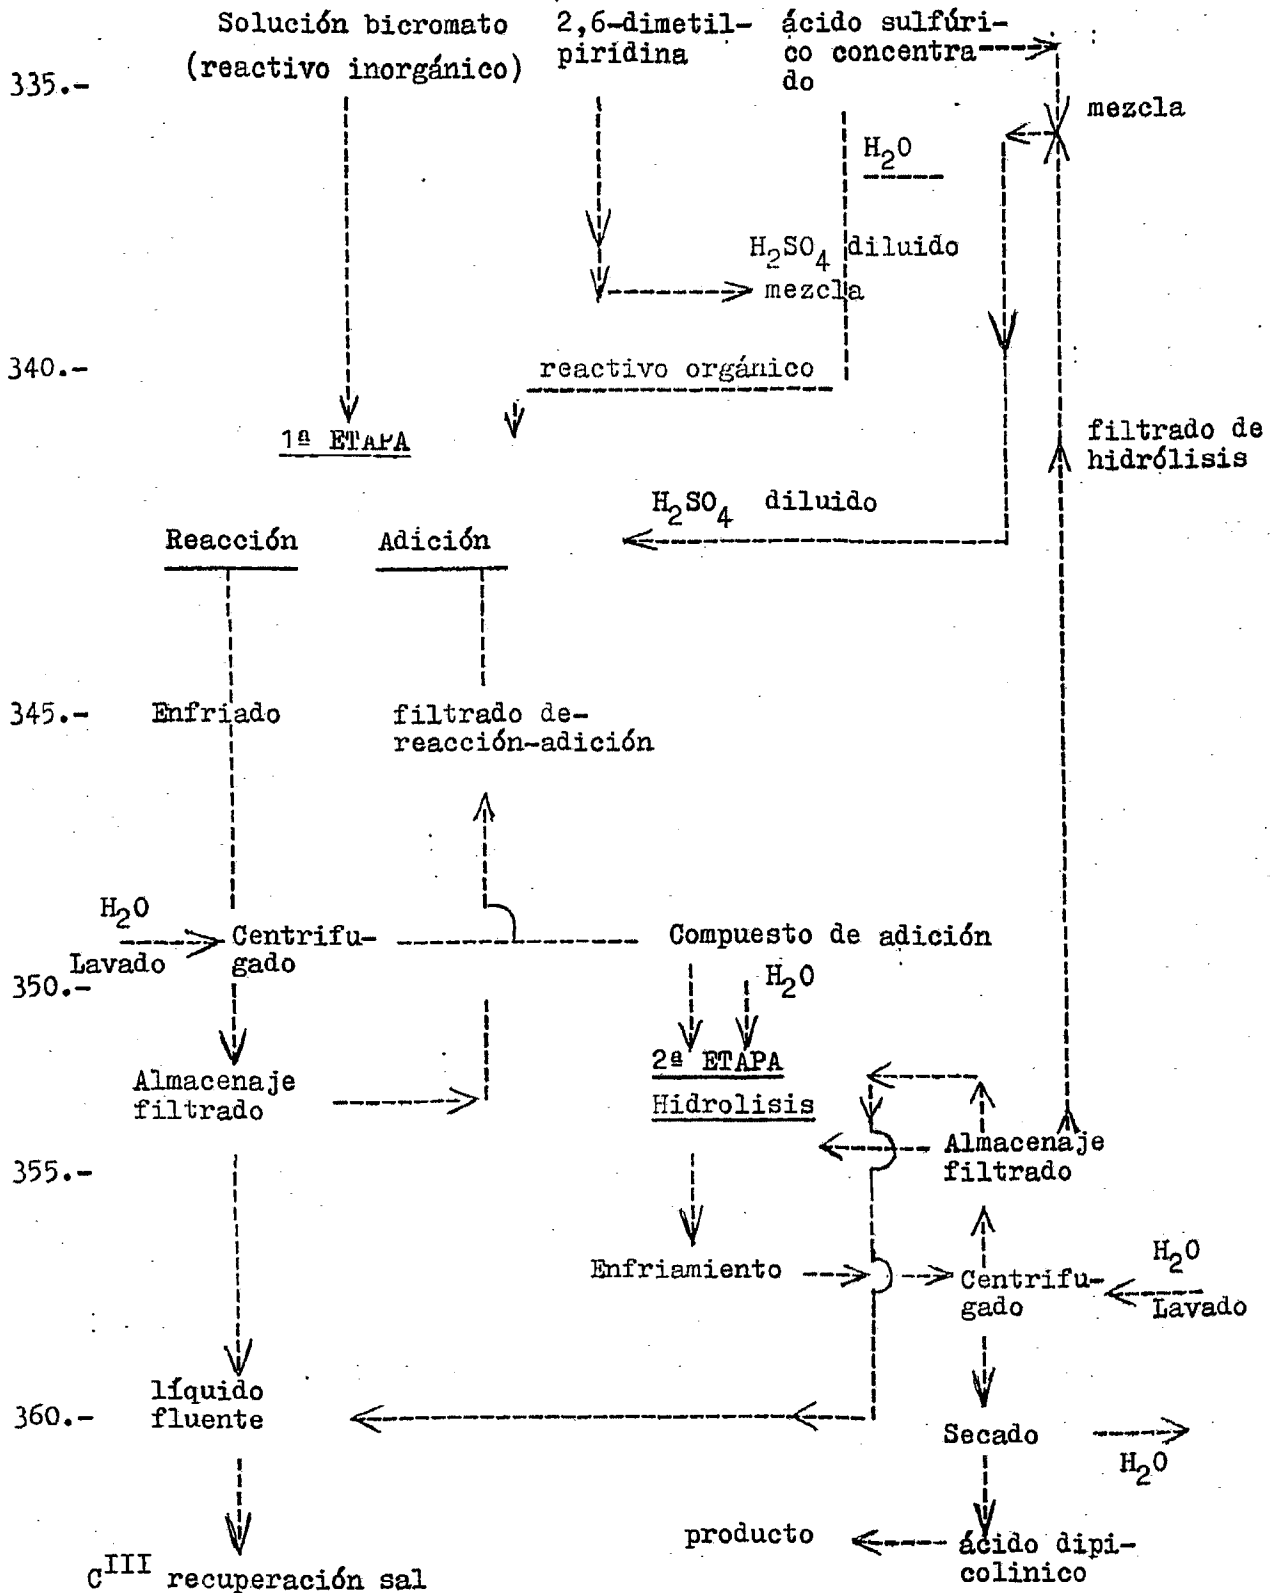 Solución bicromato
(reactivo inorgánico)
2,6-dimetil-
piridina
ácido sulfúri-
co concentra
do
335.-
mezcla
H2O
H2SO4 diluido
mezcla
340.-
reactivo orgánico
1ª ETAPA
filtrado de
hidrólisis
H2SO4 diluido
Reacción
Adición
345.-
Enfriado
filtrado de-
reacción-adición
H2O
Lavado
Centrifu-
gado
Compuesto de adición
350.-
H2O
2ª ETAPA
Hidrolisis
Almacenaje
filtrado
Almacenaje
filtrado
355.-
Enfriamiento
Centrifu-
gado
H2O
Lavado
líquido
fluente
360.-
Secado
H2O
producto
ácido dipi-
colinico
CIII recuperación sal